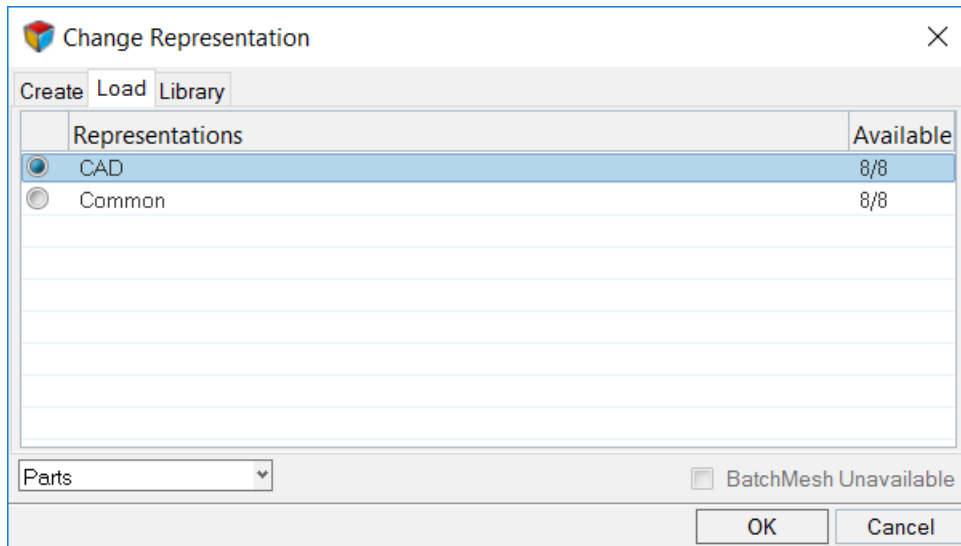 Change Representation
Create Load Library
Representations Available
CAD 8/8
Common 8/8
Parts BatchMesh Unavailable
OK Cancel